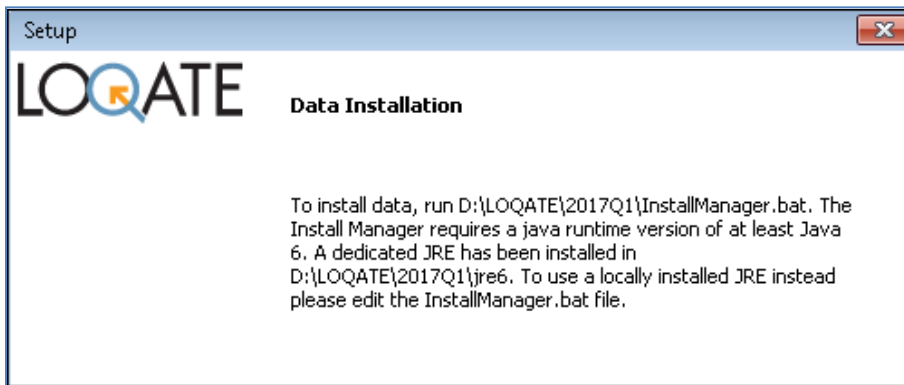 Setup
LOQATE
Data Installation
To install data, run D:\LOQATE\2017Q1\InstallManager.bat. The
Install Manager requires a java runtime version of at least Java
6. A dedicated JRE has been installed in
D:\LOQATE\2017Q1\jre6. To use a locally installed JRE instead
please edit the InstallManager.bat file.